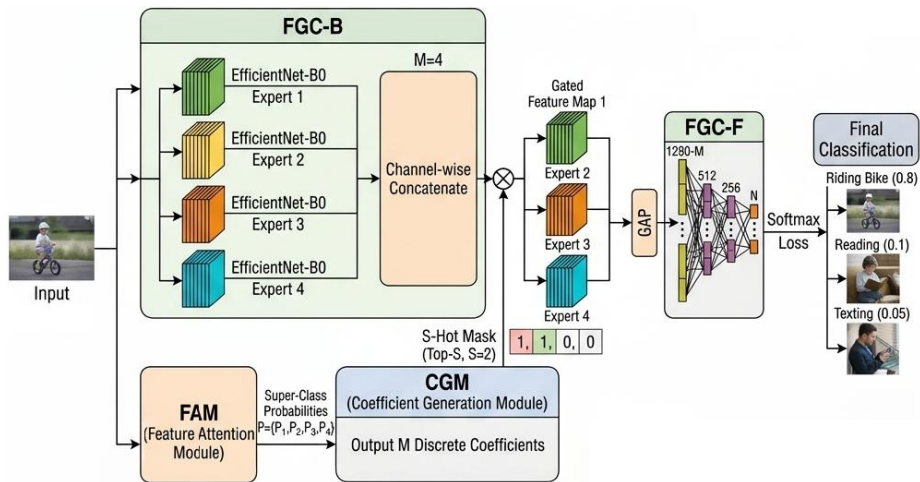 FGC-B
M=4
EfficientNet-B0
Expert 1
EfficientNet-B0
Expert 2
EfficientNet-B0
Expert 3
EfficientNet-B0
Expert 4
Channel-wise
Concatenate
Input
Gated
Feature Map 1
Expert 2
Expert 3
Expert 4
GAP
FGC-F
1280-M
512
256
N
Softmax
Loss
Final
Classification
Riding Bike (0.8)
Reading (0.1)
Texting (0.05)
S-Hot Mask
(Top-S, S=2)
1, 1, 0, 0
FAM
(Feature Attention
Module)
Super-Class
Probabilities
P={P₁,P₂,P₃,P₄}
CGM
(Coefficient Generation Module)
Output M Discrete Coefficients